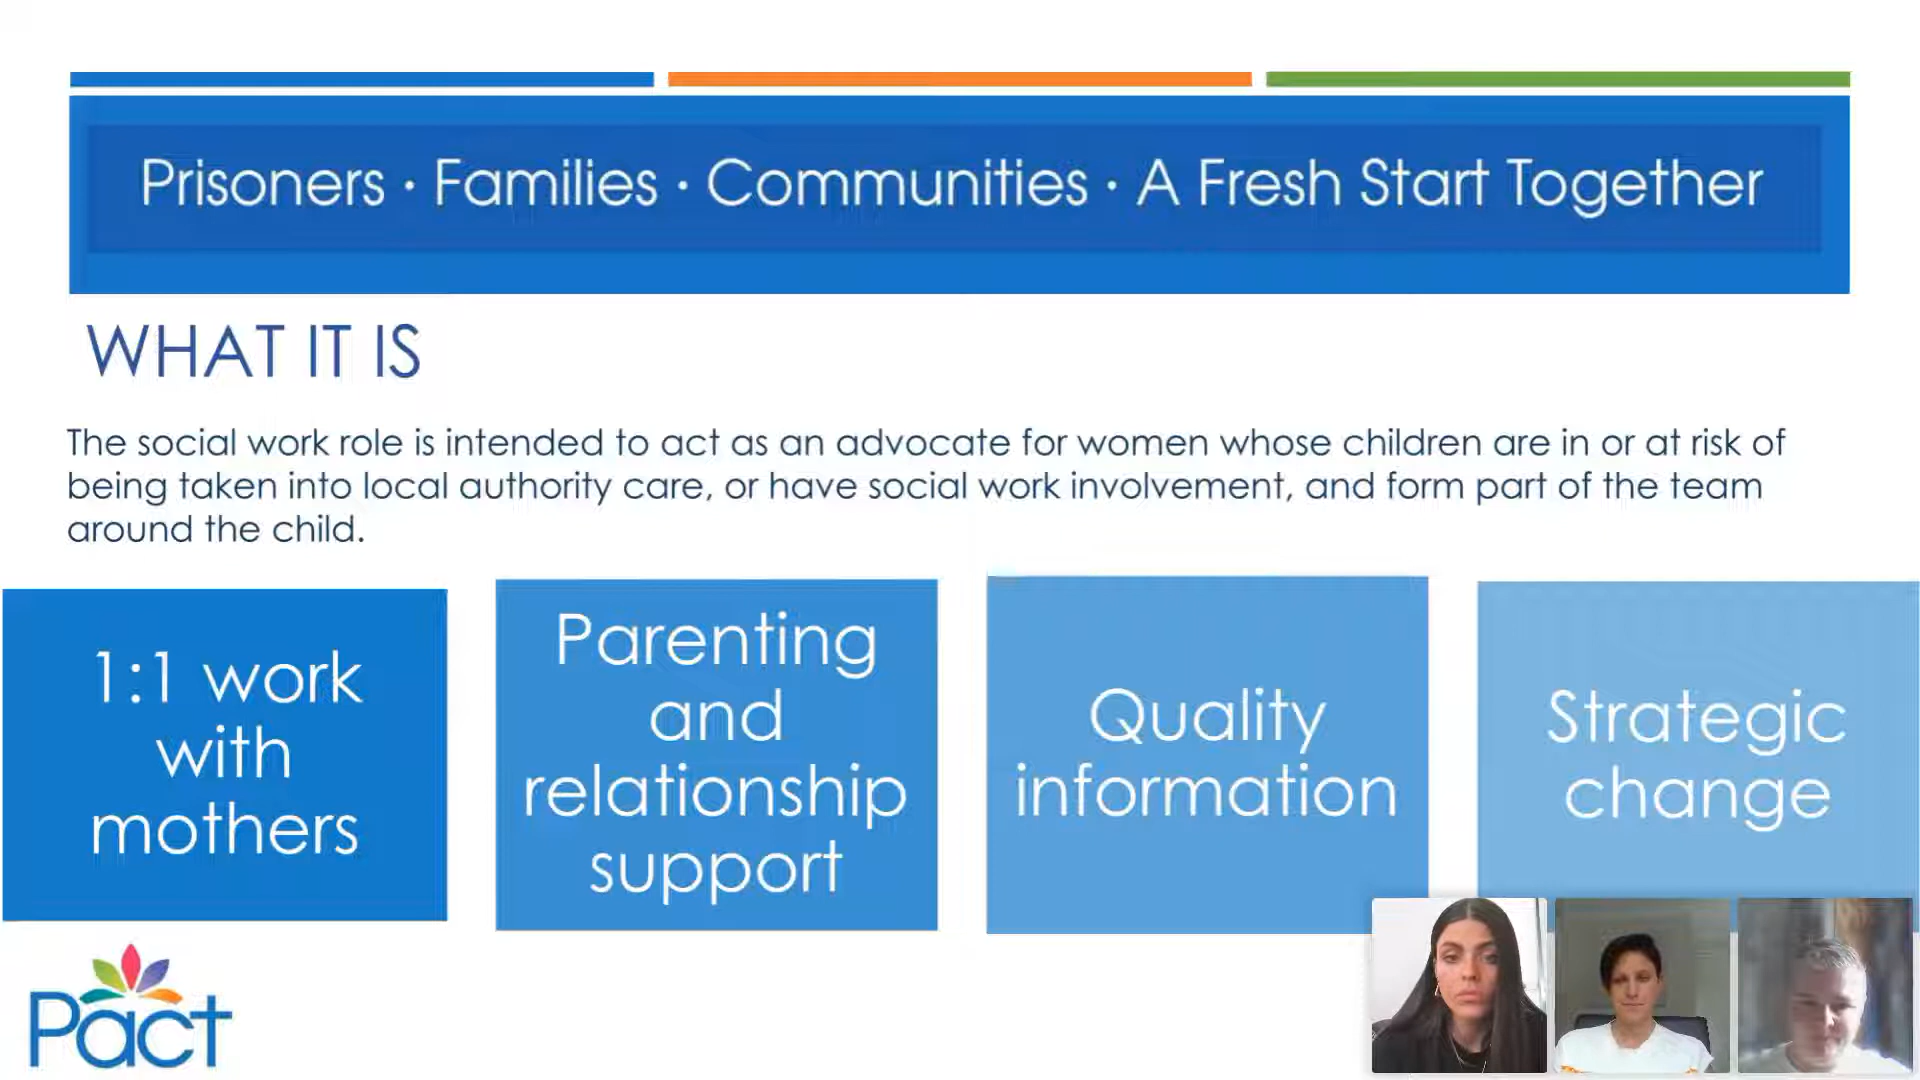 Prisoners · Families · Communities · A Fresh Start Together
WHAT IT IS
The social work role is intended to act as an advocate for women whose children are in or at risk of
being taken into local authority care, or have social work involvement, and form part of the team
around the child.
1:1 work
with
mothers
Parenting
and
relationship
support
Quality
information
Strategic
change
Pact